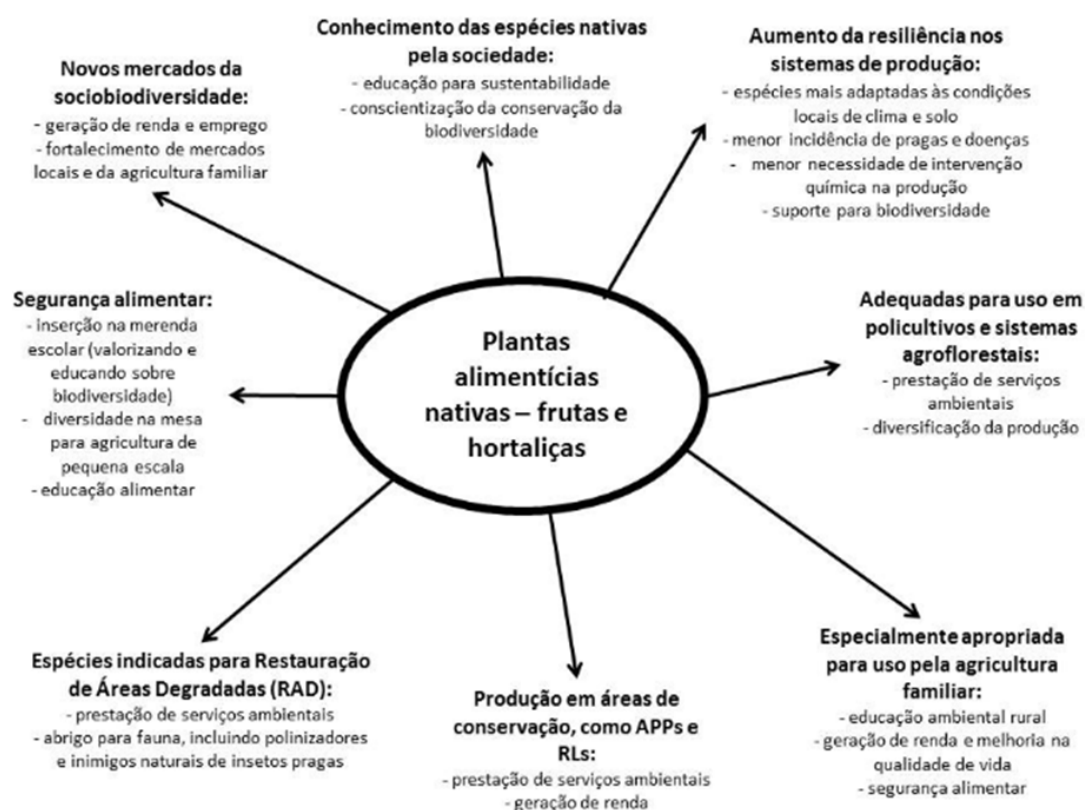 Novos mercados da
sociobiodiversidade:
- geração de renda e emprego
- fortalecimento de mercados
locais e da agricultura familiar
Conhecimento das espécies nativas
pela sociedade:
- educação para sustentabilidade
- conscientização da conservação da
biodiversidade
Aumento da resiliência nos
sistemas de produção:
- espécies mais adaptadas às condições
locais de clima e solo
- menor incidência de pragas e doenças
- menor necessidade de intervenção
química na produção
- suporte para biodiversidade
Segurança alimentar:
- inserção na merenda
escolar (valorizando e
educando sobre
biodiversidade)
- diversidade na mesa
para agricultura de
pequena escala
- educação alimentar
Plantas
alimentícias
nativas – frutas e
hortaliças
Adequadas para uso em
policultivos e sistemas
agroflorestais:
- prestação de serviços
ambientais
- diversificação da produção
Espécies indicadas para Restauração
de Áreas Degradadas (RAD):
- prestação de serviços ambientais
- abrigo para fauna, incluindo polinizadores
e inimigos naturais de insetos pragas
Produção em áreas de
conservação, como APPs e
RLs:
- prestação de serviços ambientais
- geração de renda
Especialmente apropriada
para uso pela agricultura
familiar:
- educação ambiental rural
- geração de renda e melhoria na
qualidade de vida
- segurança alimentar